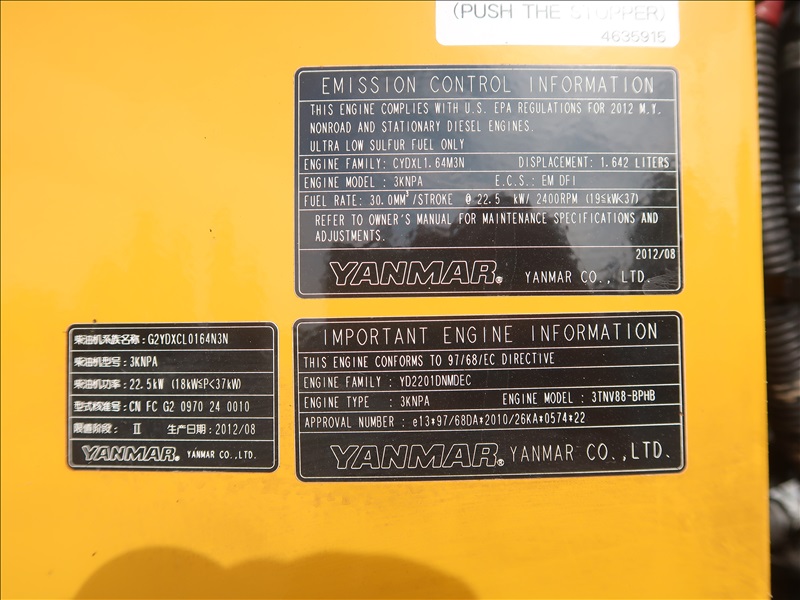 (PUSH THE STOPPER)
4635915
EMISSION CONTROL INFORMATION
THIS ENGINE COMPLIES WITH U.S. EPA REGULATIONS FOR 2012 M.Y.
NONROAD AND STATIONARY DIESEL ENGINES.
ULTRA LOW SULFUR FUEL ONLY
ENGINE FAMILY: CYDXL1.64M3N DISPLACEMENT: 1.642 LITERS
ENGINE MODEL : 3KNPA E.C.S.: EM DFI
FUEL RATE: 30.0MM³/STROKE @ 22.5 kW/ 2400RPM (19≤kW<37)
REFER TO OWNER'S MANUAL FOR MAINTENANCE SPECIFICATIONS AND
ADJUSTMENTS.
2012/08
YANMAR® YANMAR CO., LTD.
柴油机系族名称: G2YDXCL0164N3N
柴油机型号: 3KNPA
柴油机功率: 22.5kW (18kW≤P<37kW)
型式核准号: CN FC G2 0970 24 0010
限值阶段: II 生产日期: 2012/08
YANMAR® YANMAR CO., LTD.
IMPORTANT ENGINE INFORMATION
THIS ENGINE CONFORMS TO 97/68/EC DIRECTIVE
ENGINE FAMILY : YD2201DNMDEC
ENGINE TYPE : 3KNPA ENGINE MODEL : 3TNV88-BPHB
APPROVAL NUMBER : e13*97/68DA*2010/26KA*0574*22
YANMAR® YANMAR CO., LTD.